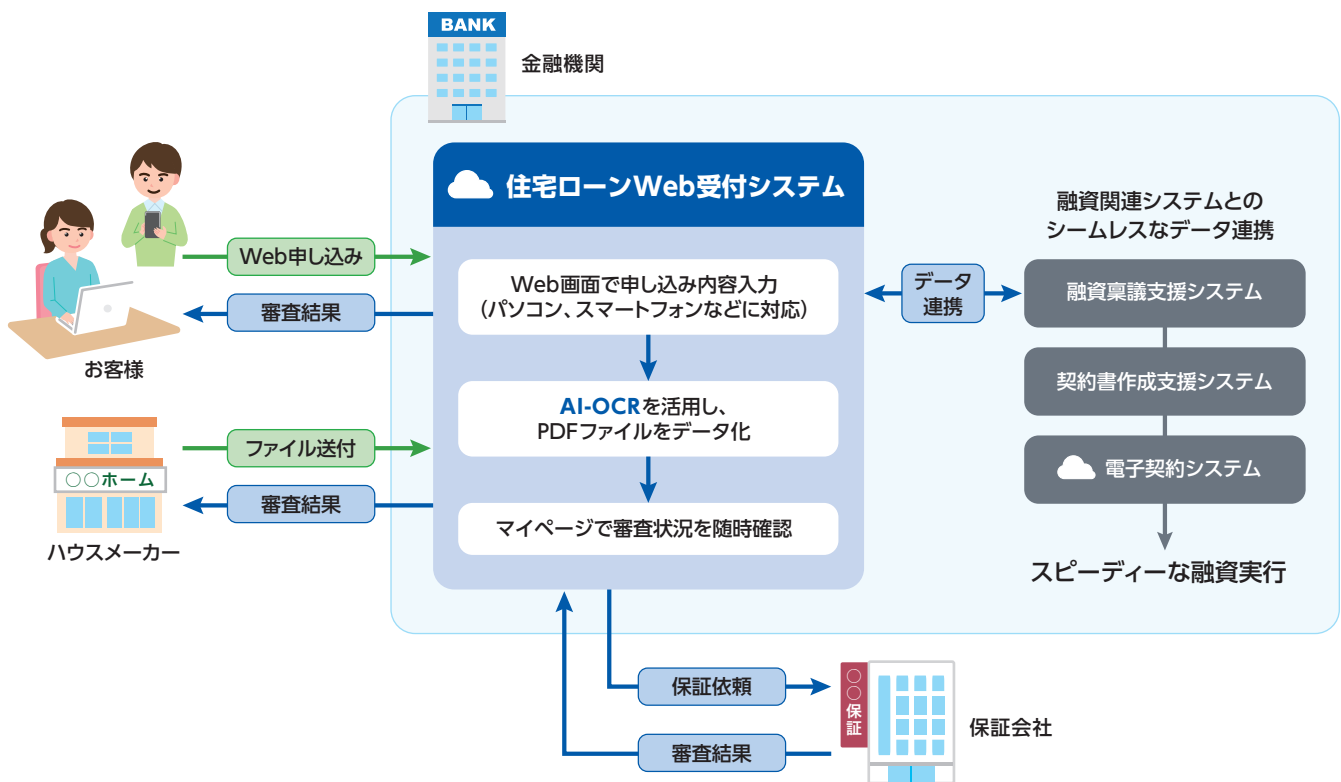 BANK
金融機関
住宅ローンWeb受付システム
融資関連システムとの
シームレスなデータ連携
Web申し込み
審査結果
お客様
Web画面で申し込み内容入力
(パソコン、スマートフォンなどに対応)
データ
連携
融資稟議支援システム
契約書作成支援システム
AI-OCRを活用し、
PDFファイルをデータ化
ファイル送付
〇〇ホーム
審査結果
ハウスメーカー
電子契約システム
マイページで審査状況を随時確認
スピーディーな融資実行
保証依頼
〇〇保証
保証会社
審査結果